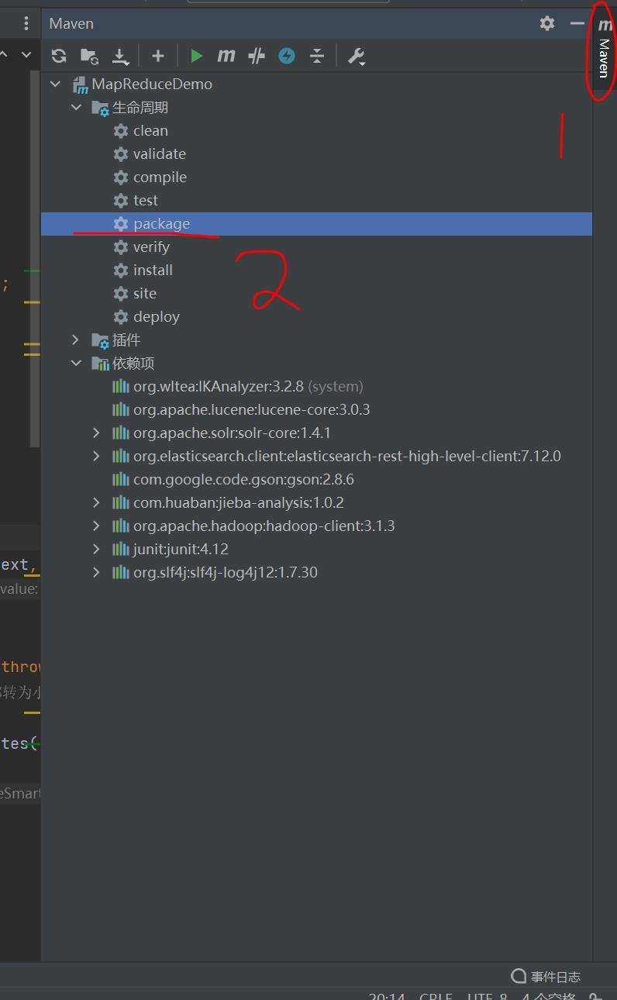 Maven
m
Maven
m
MapReduceDemo
生命周期
clean
validate
compile
1
test
package
verify
2
install
;
site
deploy
插件
依赖项
org.wltea:IKAnalyzer:3.2.8 (system)
org.apache.lucene:lucene-core:3.0.3
org.apache.solr:solr-core:1.4.1
org.elasticsearch.client:elasticsearch-rest-high-level-client:7.12.0
com.google.code.gson:gson:2.8.6
com.huaban:jieba-analysis:1.0.2
org.apache.hadoop:hadoop-client:3.1.3
junit:junit:4.12
ext,
org.slf4j:slf4j-log4j12:1.7.30
value:
throw
转为小
tes(
eSmart
事件日志
20:14 CRLF UTF-8 4 个空格